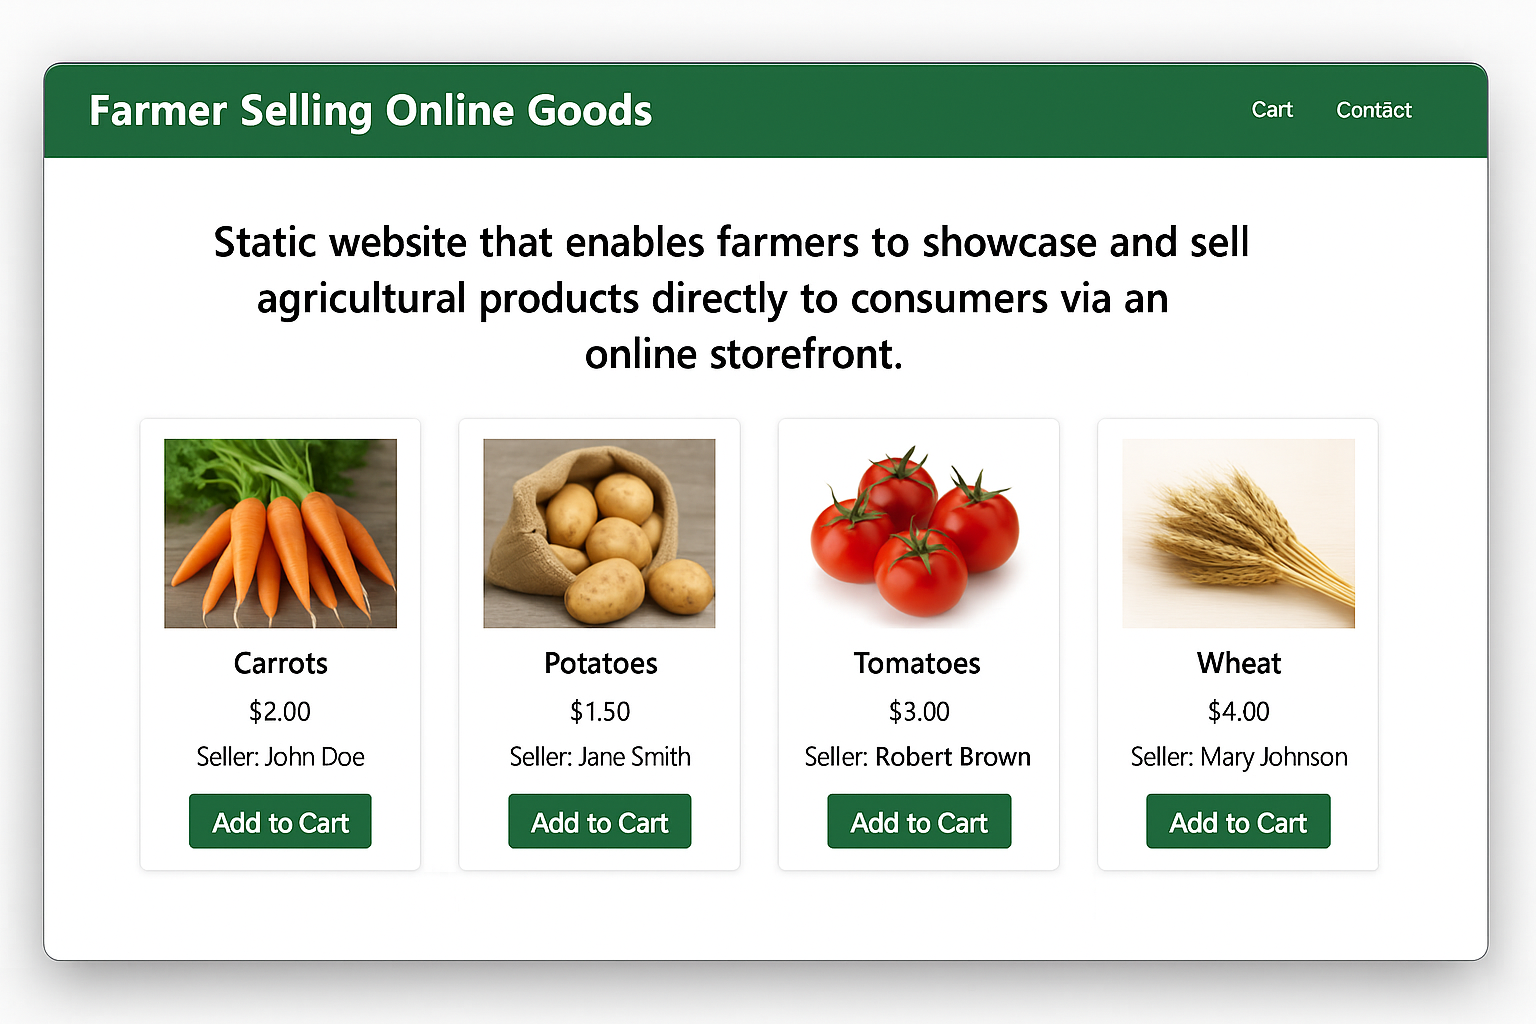 Farmer Selling Online Goods
Cart
Contāct
Static website that enables farmers to showcase and sell
agricultural products directly to consumers via an
online storefront.
Carrots
$2.00
Seller: John Doe
Add to Cart
Potatoes
$1.50
Seller: Jane Smith
Add to Cart
Tomatoes
$3.00
Seller: Robert Brown
Add to Cart
Wheat
$4.00
Seller: Mary Johnson
Add to Cart